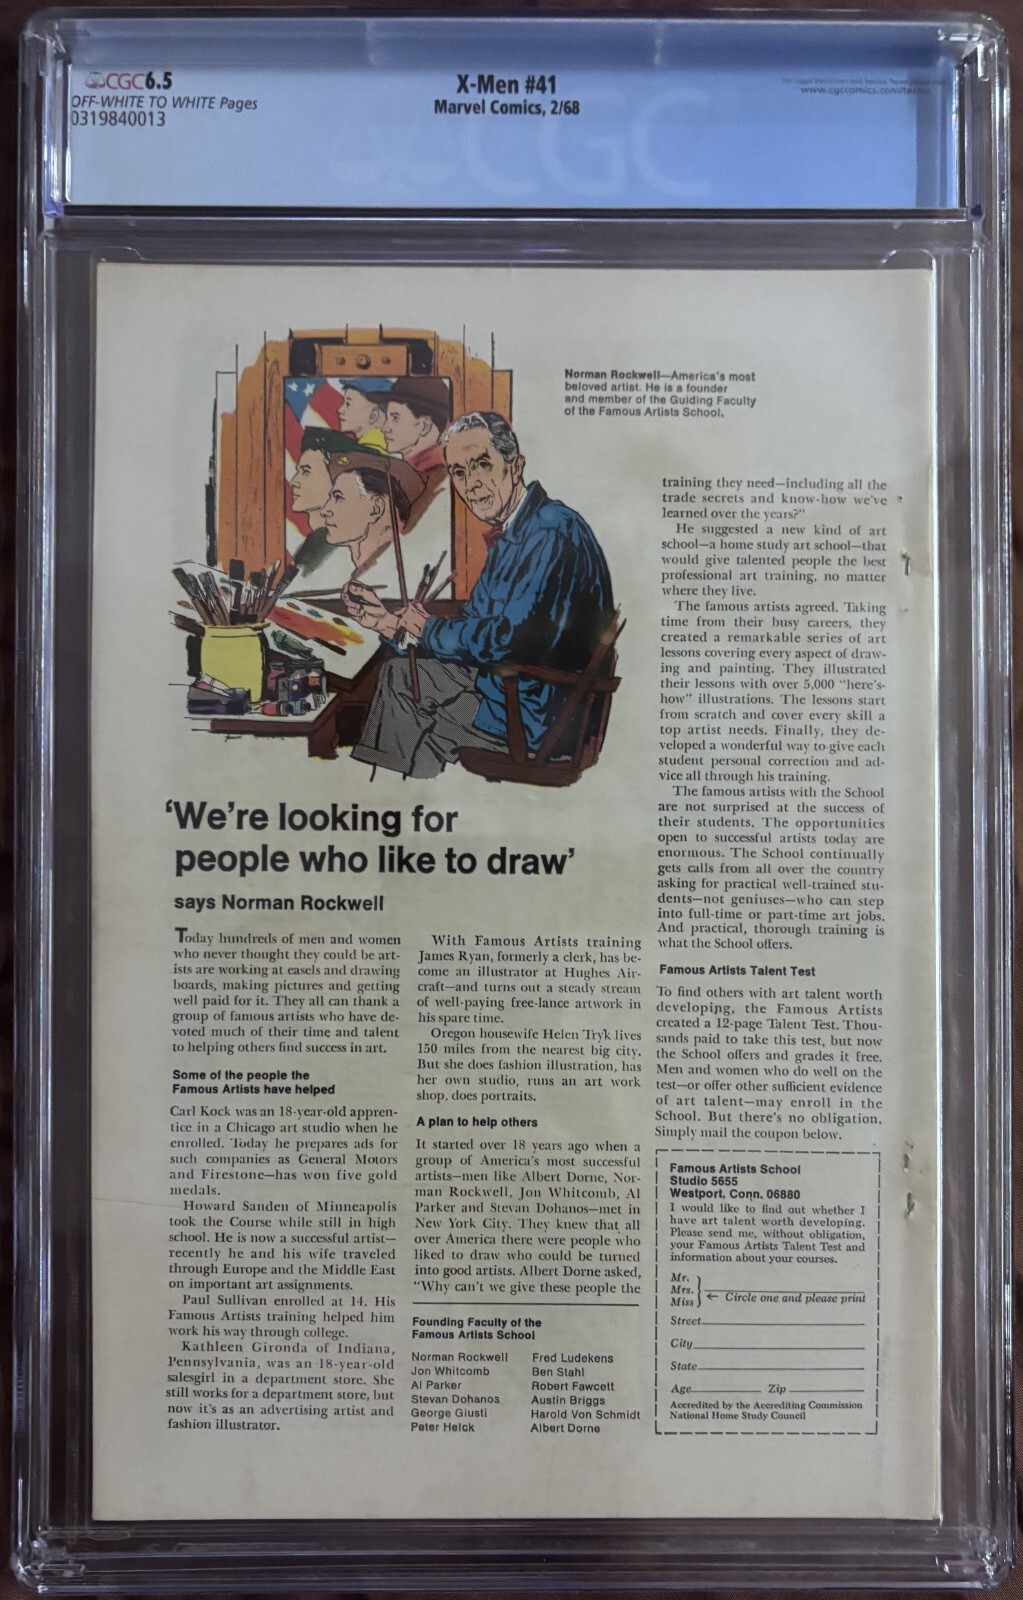 CGC 6.5
OFF-WHITE TO WHITE Pages
0319840013
X-Men #41
Marvel Comics, 2/68
www.cgccomics.com/terms
CGC
Norman Rockwell—America's most
beloved artist. He is a founder
and member of the Guiding Faculty
of the Famous Artists School.
'We're looking for
people who like to draw'
says Norman Rockwell
Today hundreds of men and women
who never thought they could be art-
ists are working at easels and drawing
boards, making pictures and getting
well paid for it. They all can thank a
group of famous artists who have de-
voted much of their time and talent
to helping others find success in art.
Some of the people the
Famous Artists have helped
Carl Kock was an 18-year-old appren-
tice in a Chicago art studio when he
enrolled. Today he prepares ads for
such companies as General Motors
and Firestone—has won five gold
medals.
Howard Sanden of Minneapolis
took the Course while still in high
school. He is now a successful artist—
recently he and his wife traveled
through Europe and the Middle East
on important art assignments.
Paul Sullivan enrolled at 14. His
Famous Artists training helped him
work his way through college.
Kathleen Gironda of Indiana,
Pennsylvania, was an 18-year-old
salesgirl in a department store. She
still works for a department store, but
now it's as an advertising artist and
fashion illustrator.
With Famous Artists training
James Ryan, formerly a clerk, has be-
come an illustrator at Hughes Air-
craft—and turns out a steady stream
of well-paying free-lance artwork in
his spare time.
Oregon housewife Helen Tryk lives
150 miles from the nearest big city.
But she does fashion illustration, has
her own studio, runs an art work
shop, does portraits.
A plan to help others
It started over 18 years ago when a
group of America's most successful
artists—men like Albert Dorne, Nor-
man Rockwell, Jon Whitcomb, Al
Parker and Stevan Dohanos—met in
New York City. They knew that all
over America there were people who
liked to draw who could be turned
into good artists. Albert Dorne asked,
"Why can't we give these people the
Founding Faculty of the
Famous Artists School
Norman Rockwell
Jon Whitcomb
Al Parker
Stevan Dohanos
George Giusti
Peter Helck
Fred Ludekens
Ben Stahl
Robert Fawcett
Austin Briggs
Harold Von Schmidt
Albert Dorne
training they need—including all the
trade secrets and know-how we've
learned over the years?"
He suggested a new kind of art
school—a home study art school—that
would give talented people the best
professional art training, no matter
where they live.
The famous artists agreed. Taking
time from their busy careers, they
created a remarkable series of art
lessons covering every aspect of draw-
ing and painting. They illustrated
their lessons with over 5,000 "here's-
how" illustrations. The lessons start
from scratch and cover every skill a
top artist needs. Finally, they de-
veloped a wonderful way to give each
student personal correction and ad-
vice all through his training.
The famous artists with the School
are not surprised at the success of
their students. The opportunities
open to successful artists today are
enormous. The School continually
gets calls from all over the country
asking for practical well-trained stu-
dents—not geniuses—who can step
into full-time or part-time art jobs.
And practical, thorough training is
what the School offers.
Famous Artists Talent Test
To find others with art talent worth
developing, the Famous Artists
created a 12-page Talent Test. Thou-
sands paid to take this test, but now
the School offers and grades it free.
Men and women who do well on the
test—or offer other sufficient evidence
of art talent—may enroll in the
School. But there's no obligation.
Simply mail the coupon below.
Famous Artists School
Studio 5655
Westport, Conn. 06880
I would like to find out whether I
have art talent worth developing.
Please send me, without obligation,
your Famous Artists Talent Test and
information about your courses.
Mr.
Mrs.
Miss
← Circle one and please print
Street
City
State
Age Zip
Accredited by the Accrediting Commission
National Home Study Council